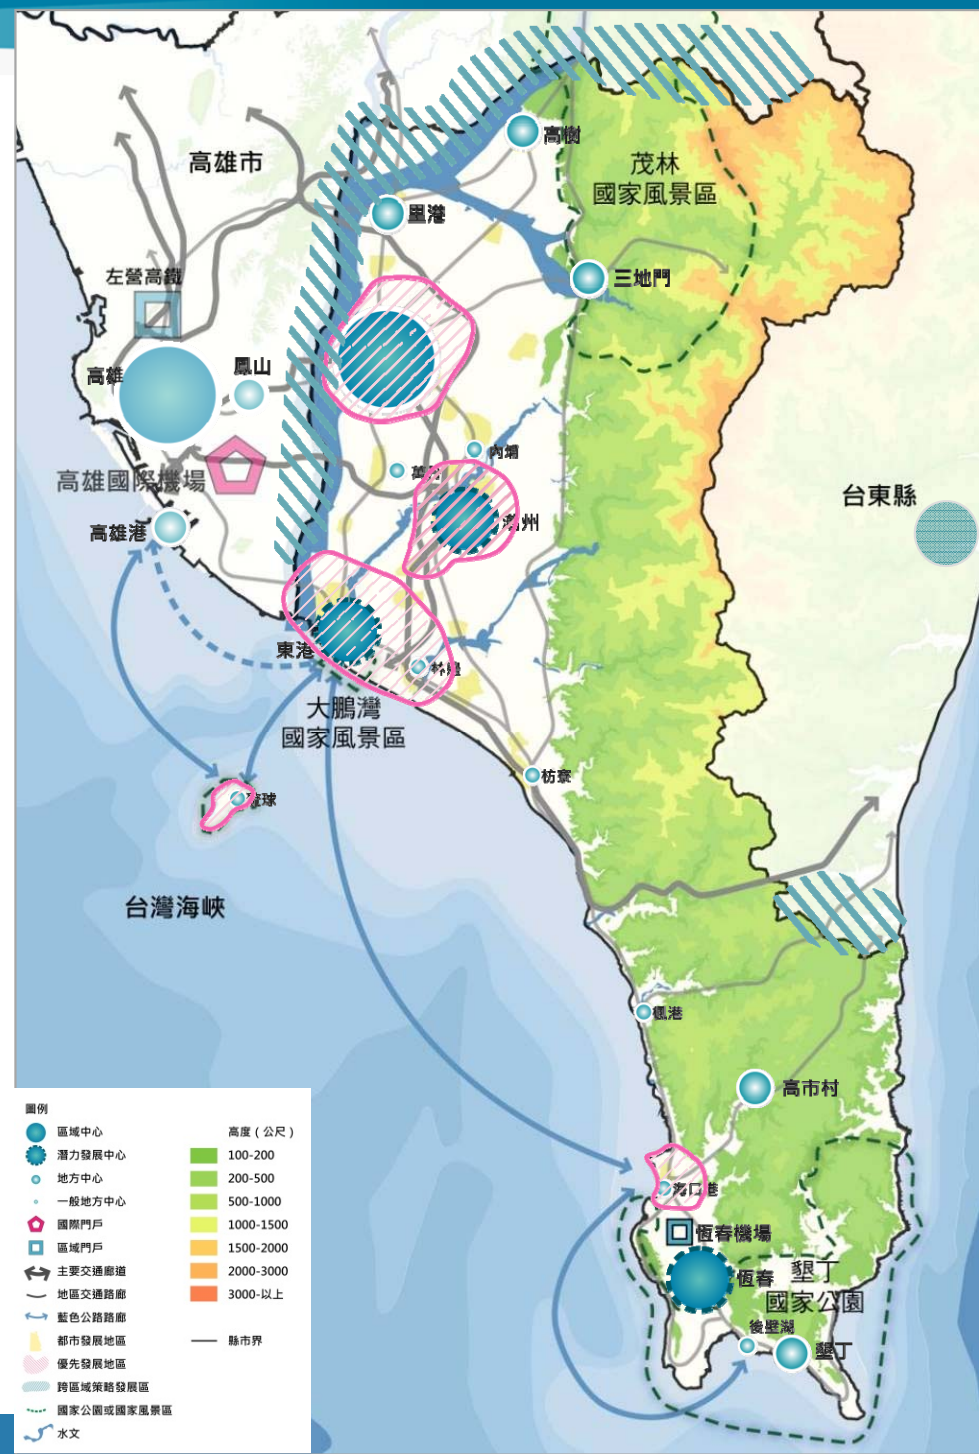 高樹
高雄市
茂林
國家風景區
里港
左營高鐵
三地門
鳳山
高雄
內埔
高雄國際機場
台東縣
高雄港
潮州
東港
林邊
大鵬灣
國家風景區
枋寮
琉球
台灣海峽
楓港
高市村
海口港
恆春機場
恆春
墾丁
國家公園
後壁湖
墾丁
圖例
區域中心
潛力發展中心
地方中心
一般地方中心
國際門戶
區域門戶
主要交通廊道
地區交通路廊
藍色公路路廊
都市發展地區
優先發展地區
跨區域策略發展區
國家公園或國家風景區
水文
高度(公尺)
100-200
200-500
500-1000
1000-1500
1500-2000
2000-3000
3000-以上
縣市界